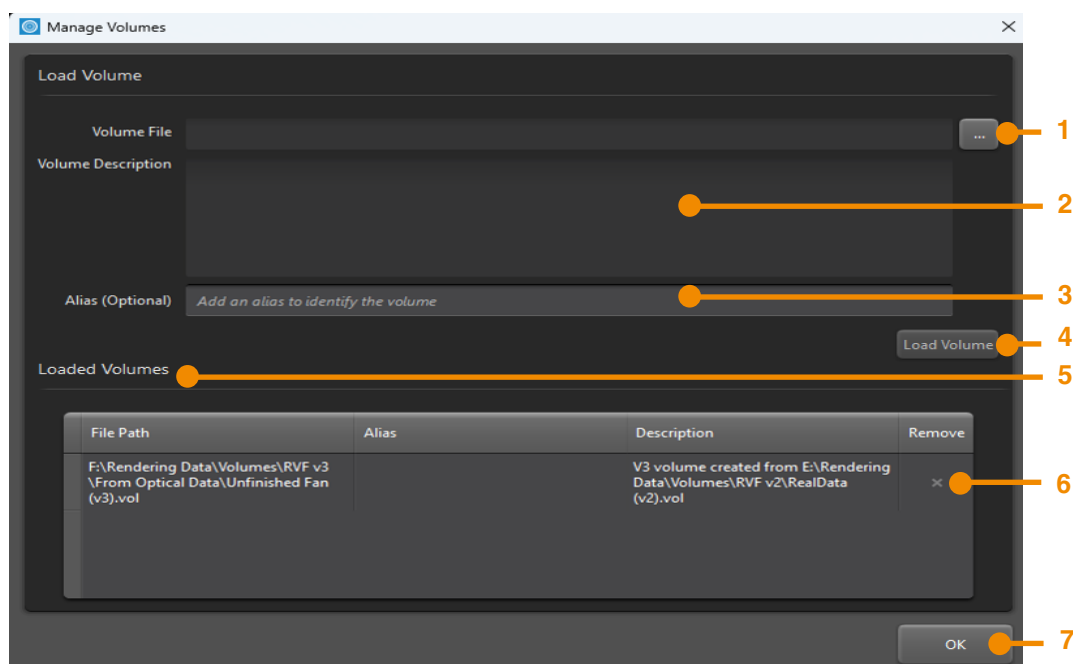 Manage Volumes
Load Volume
Volume File
...
1
Volume Description
2
Alias (Optional)
Add an alias to identify the volume
3
Load Volume
4
Loaded Volumes
5
File Path
Alias
Description
Remove
F:\Rendering Data\Volumes\RVF v3
\From Optical Data\Unfinished Fan
(v3).vol
V3 volume created from E:\Rendering
Data\Volumes\RVF v2\RealData
(v2).vol
6
OK
7